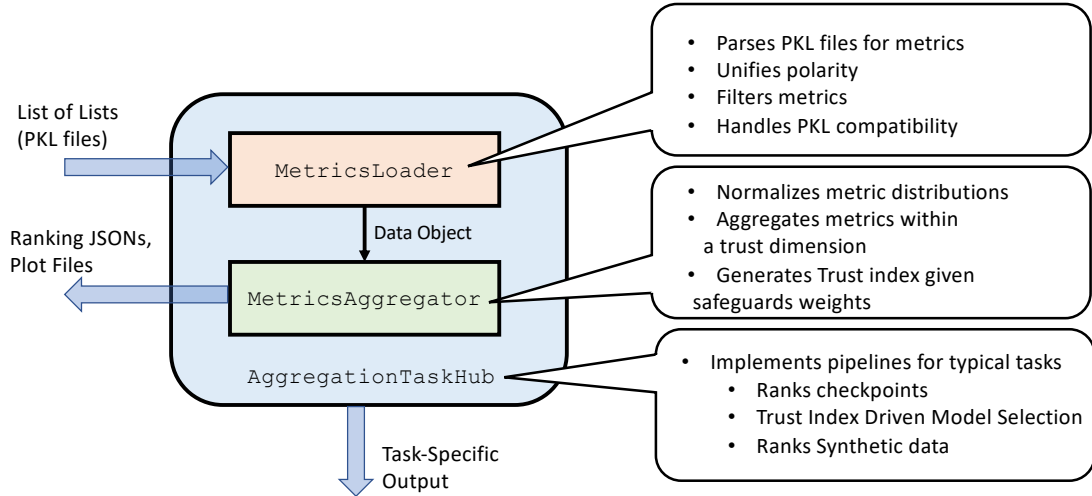 List of Lists
(PKL files)
MetricsLoader
Data Object
Ranking JSONs,
Plot Files
MetricsAggregator
AggregationTaskHub
Task-Specific
Output
• Parses PKL files for metrics
• Unifies polarity
• Filters metrics
• Handles PKL compatibility
• Normalizes metric distributions
• Aggregates metrics within
a trust dimension
• Generates Trust index given
safeguards weights
• Implements pipelines for typical tasks
• Ranks checkpoints
• Trust Index Driven Model Selection
• Ranks Synthetic data